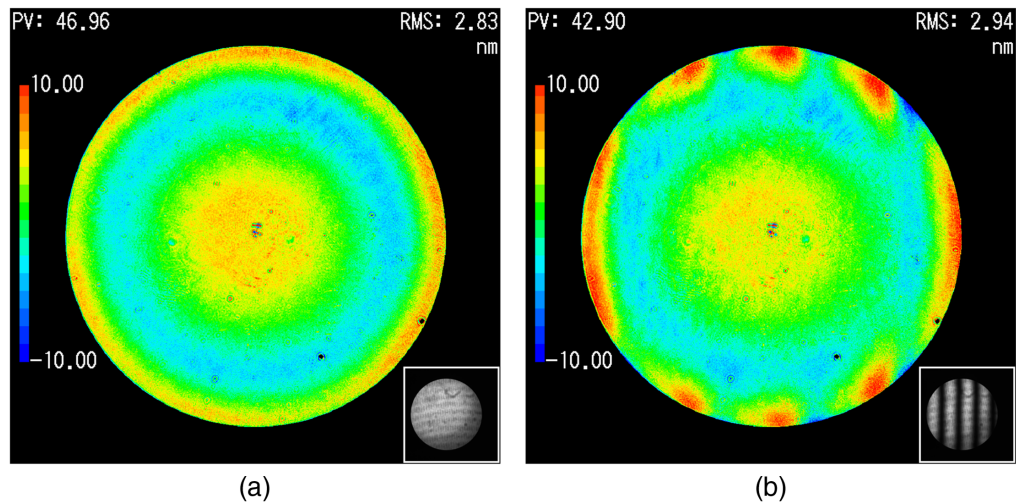 PV: 46.96 RMS: 2.83
nm
10.00
-10.00
(a)
PV: 42.90 RMS: 2.94
nm
10.00
-10.00
(b)